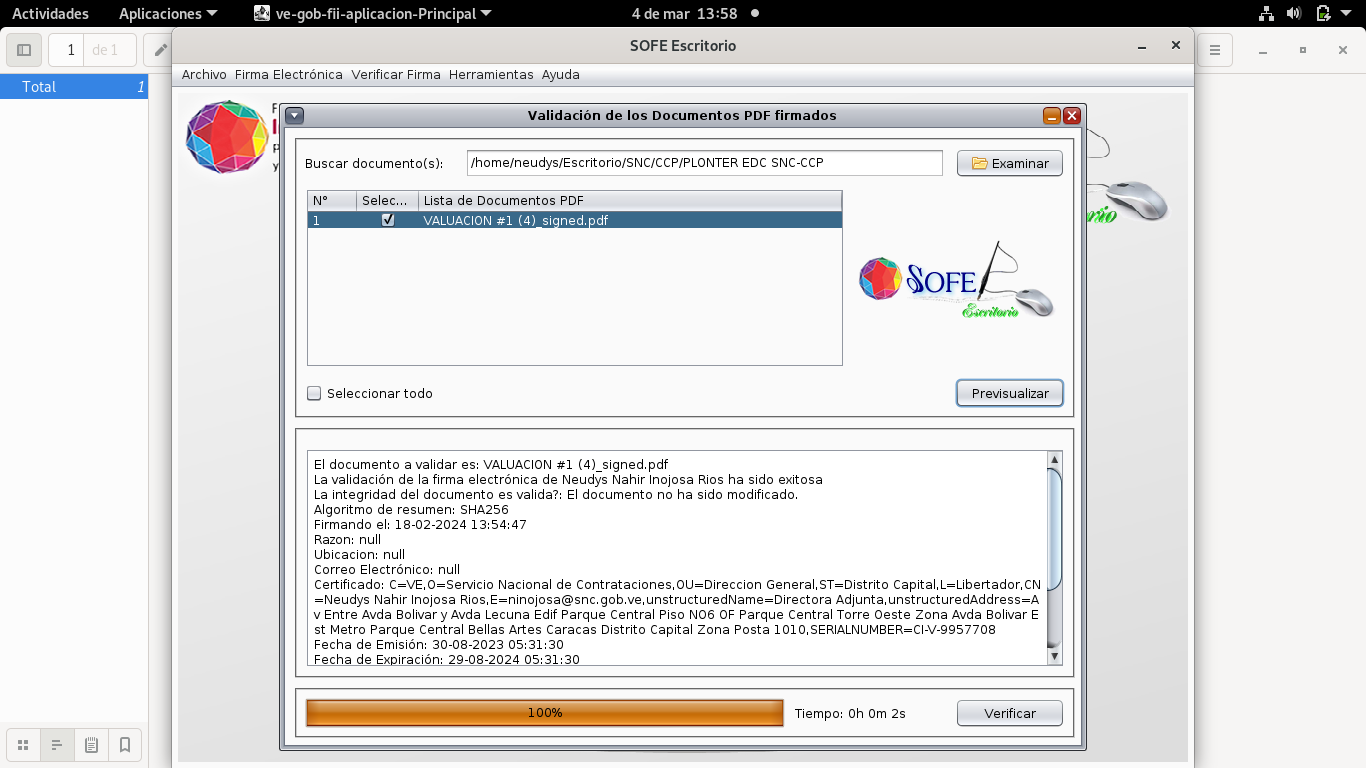 Actividades Aplicaciones ve-gob-fii-aplicacion-Principal 4 de mar 13:58
1 de 1
SOFE Escritorio
Archivo Firma Electrónica Verificar Firma Herramientas Ayuda
Total 1
Validación de los Documentos PDF firmados
Buscar documento(s): /home/neudys/Escritorio/SNC/CCP/PLONTER EDC SNC-CCP Examinar
N° Selec... Lista de Documentos PDF
1 VALUACION #1 (4)_signed.pdf
SOFE
Escritorio
Seleccionar todo Previsualizar
El documento a validar es: VALUACION #1 (4)_signed.pdf
La validación de la firma electrónica de Neudys Nahir Inojosa Rios ha sido exitosa
La integridad del documento es valida?: El documento no ha sido modificado.
Algoritmo de resumen: SHA256
Firmando el: 18-02-2024 13:54:47
Razon: null
Ubicacion: null
Correo Electrónico: null
Certificado: C=VE,O=Servicio Nacional de Contrataciones,OU=Direccion General,ST=Distrito Capital,L=Libertador,CN
=Neudys Nahir Inojosa Rios,E=ninojosa@snc.gob.ve,unstructuredName=Directora Adjunta,unstructuredAddress=A
v Entre Avda Bolivar y Avda Lecuna Edif Parque Central Piso NO6 OF Parque Central Torre Oeste Zona Avda Bolivar E
st Metro Parque Central Bellas Artes Caracas Distrito Capital Zona Posta 1010,SERIALNUMBER=CI-V-9957708
Fecha de Emisión: 30-08-2023 05:31:30
Fecha de Expiración: 29-08-2024 05:31:30
100% Tiempo: 0h 0m 2s Verificar